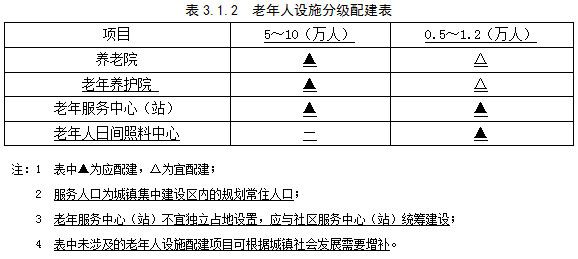 表 3.1.2 老年人设施分级配建表
项目 5～10（万人） 0.5～1.2（万人）
养老院 ▲ △
老年养护院 ▲ △
老年服务中心（站） ▲ ▲
老年人日间照料中心 — ▲
注：1 表中▲为应配建，△为宜配建；
2 服务人口为城镇集中建设区内的规划常住人口；
3 老年服务中心（站）不宜独立占地设置，应与社区服务中心（站）统筹建设；
4 表中未涉及的老年人设施配建项目可根据城镇社会发展需要增补。